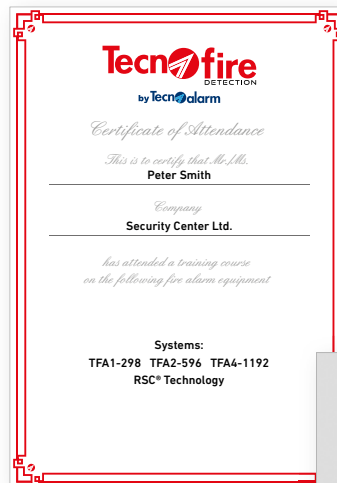 Tecnofire
DETECTION
by Tecnoalarm
Certificate of Attendance
This is to certify that Mr./Ms.
Peter Smith
Company
Security Center Ltd.
has attended a training course
on the following fire alarm equipment
Systems:
TFA1-298 TFA2-596 TFA4-1192
RSC® Technology